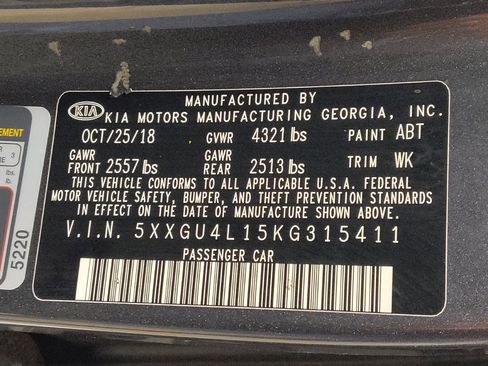 MANUFACTURED BY
KIA KIA MOTORS MANUFACTURING GEORGIA, INC.
OCT/25/18 GVWR 4321 lbs PAINT ABT
GAWR FRONT 2557 lbs GAWR REAR 2513 lbs TRIM WK
THIS VEHICLE CONFORMS TO ALL APPLICABLE U.S.A. FEDERAL
MOTOR VEHICLE SAFETY, BUMPER, AND THEFT PREVENTION STANDARDS
IN EFFECT ON THE DATE OF MANUFACTURE SHOWN ABOVE.
V.I.N. 5XXGU4L15KG315411
PASSENGER CAR
5220